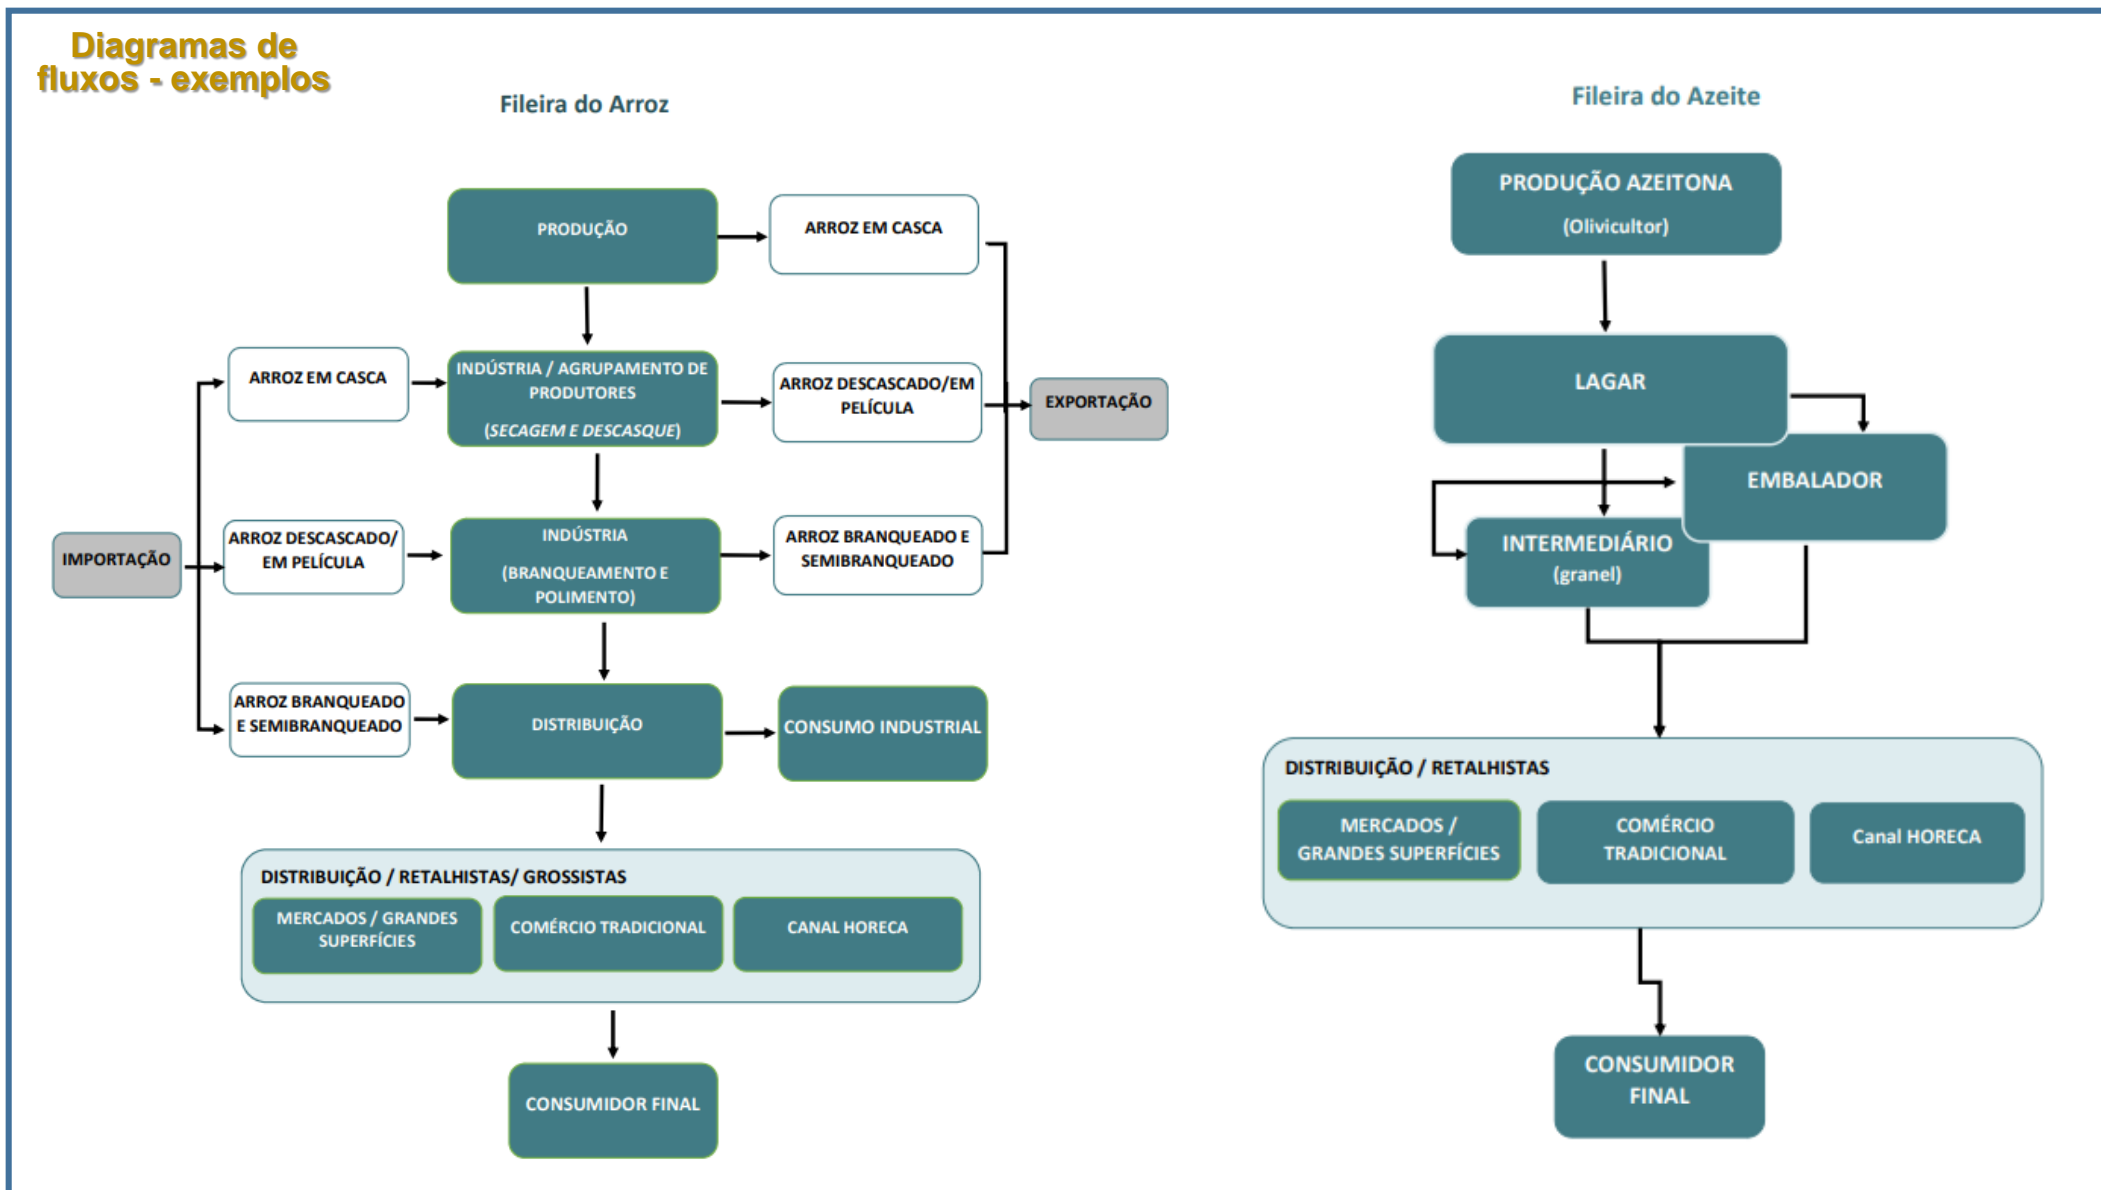 Diagramas de
fluxos - exemplos
Fileira do Arroz
PRODUÇÃO
ARROZ EM CASCA
ARROZ EM CASCA
INDÚSTRIA / AGRUPAMENTO DE
PRODUTORES
(SECAGEM E DESCASQUE)
ARROZ DESCASCADO/EM
PELÍCULA
EXPORTAÇÃO
IMPORTAÇÃO
ARROZ DESCASCADO/
EM PELÍCULA
INDÚSTRIA
(BRANQUEAMENTO E
POLIMENTO)
ARROZ BRANQUEADO E
SEMIBRANQUEADO
ARROZ BRANQUEADO
E SEMIBRANQUEADO
DISTRIBUIÇÃO
CONSUMO INDUSTRIAL
DISTRIBUIÇÃO / RETALHISTAS/ GROSSISTAS
MERCADOS / GRANDES
SUPERFÍCIES
COMÉRCIO TRADICIONAL
CANAL HORECA
CONSUMIDOR FINAL
Fileira do Azeite
PRODUÇÃO AZEITONA
(Olivicultor)
LAGAR
EMBALADOR
INTERMEDIÁRIO
(granel)
DISTRIBUIÇÃO / RETALHISTAS
MERCADOS /
GRANDES SUPERFÍCIES
COMÉRCIO
TRADICIONAL
Canal HORECA
CONSUMIDOR
FINAL